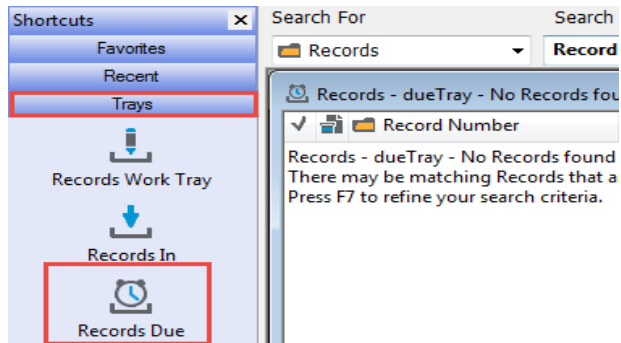 Shortcuts
Favorites
Recent
Trays
Records Work Tray
Records In
Records Due
Search For
Search
Records
Record
Records - dueTray - No Records fou
Record Number
Records - dueTray - No Records found
There may be matching Records that a
Press F7 to refine your search criteria.